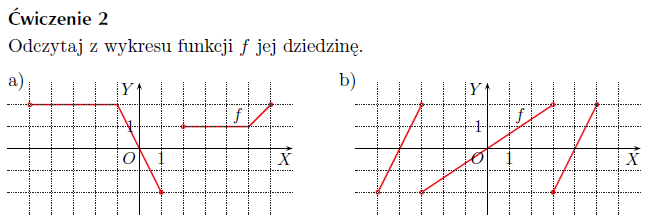 Ćwiczenie 2
Odczytaj z wykresu funkcji f jej dziedzinę.
a)
Y
1
f
O
1
X
b)
Y
1
f
O
1
X